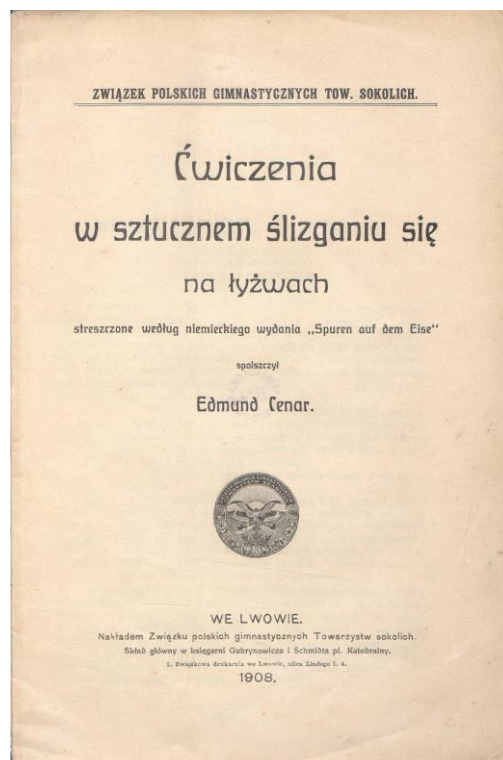 ZWIĄZEK POLSKICH GIMNASTYCZNYCH TOW. SOKOLICH.
Ćwiczenia
w sztucznem ślizganiu się
na łyżwach
streszczone według niemieckiego wydania „Spuren auf dem Eise"
spolszczył
Edmund Cenar.
WE LWOWIE.
Nakładem Związku polskich gimnastycznych Towarzystw sokolich.
Skład główny w księgarni Gubrynowicza i Schmidta pl. Katedralny.
I. Związkowa drukarnia we Lwowie, ulica Lindego l. 4.
1908.